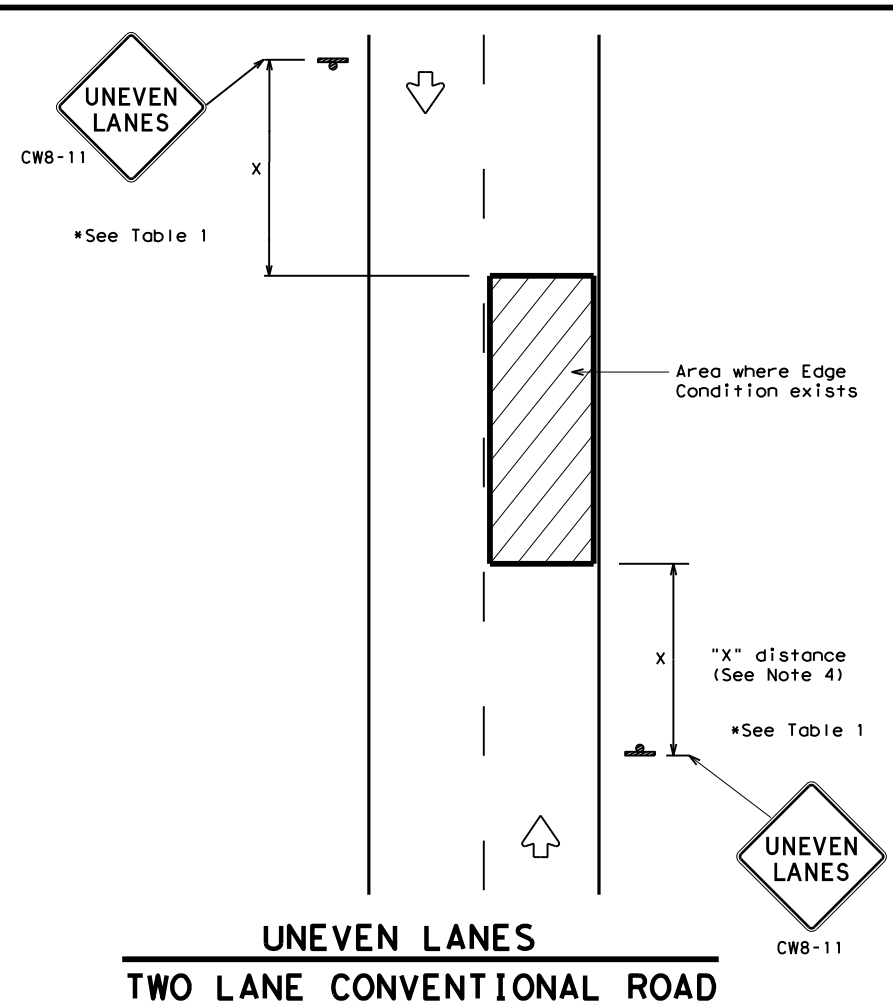 UNEVEN
LANES
CW8-11
X
*See Table 1
Area where Edge
Condition exists
X
"X" distance
(See Note 4)
*See Table 1
UNEVEN
LANES
CW8-11
UNEVEN LANES
TWO LANE CONVENTIONAL ROAD